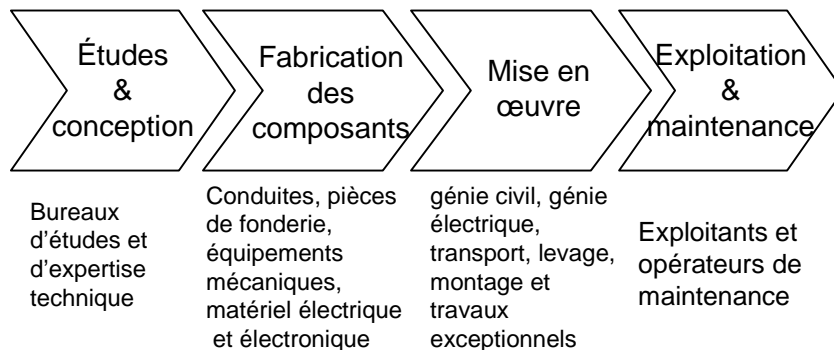 Études
&
conception
Fabrication
des
composants
Mise en
œuvre
Exploitation
&
maintenance
Bureaux
d'études et
d'expertise
technique
Conduites, pièces
de fonderie,
équipements
mécaniques,
matériel électrique
et électronique
génie civil, génie
électrique,
transport, levage,
montage et
travaux
exceptionnels
Exploitants et
opérateurs de
maintenance